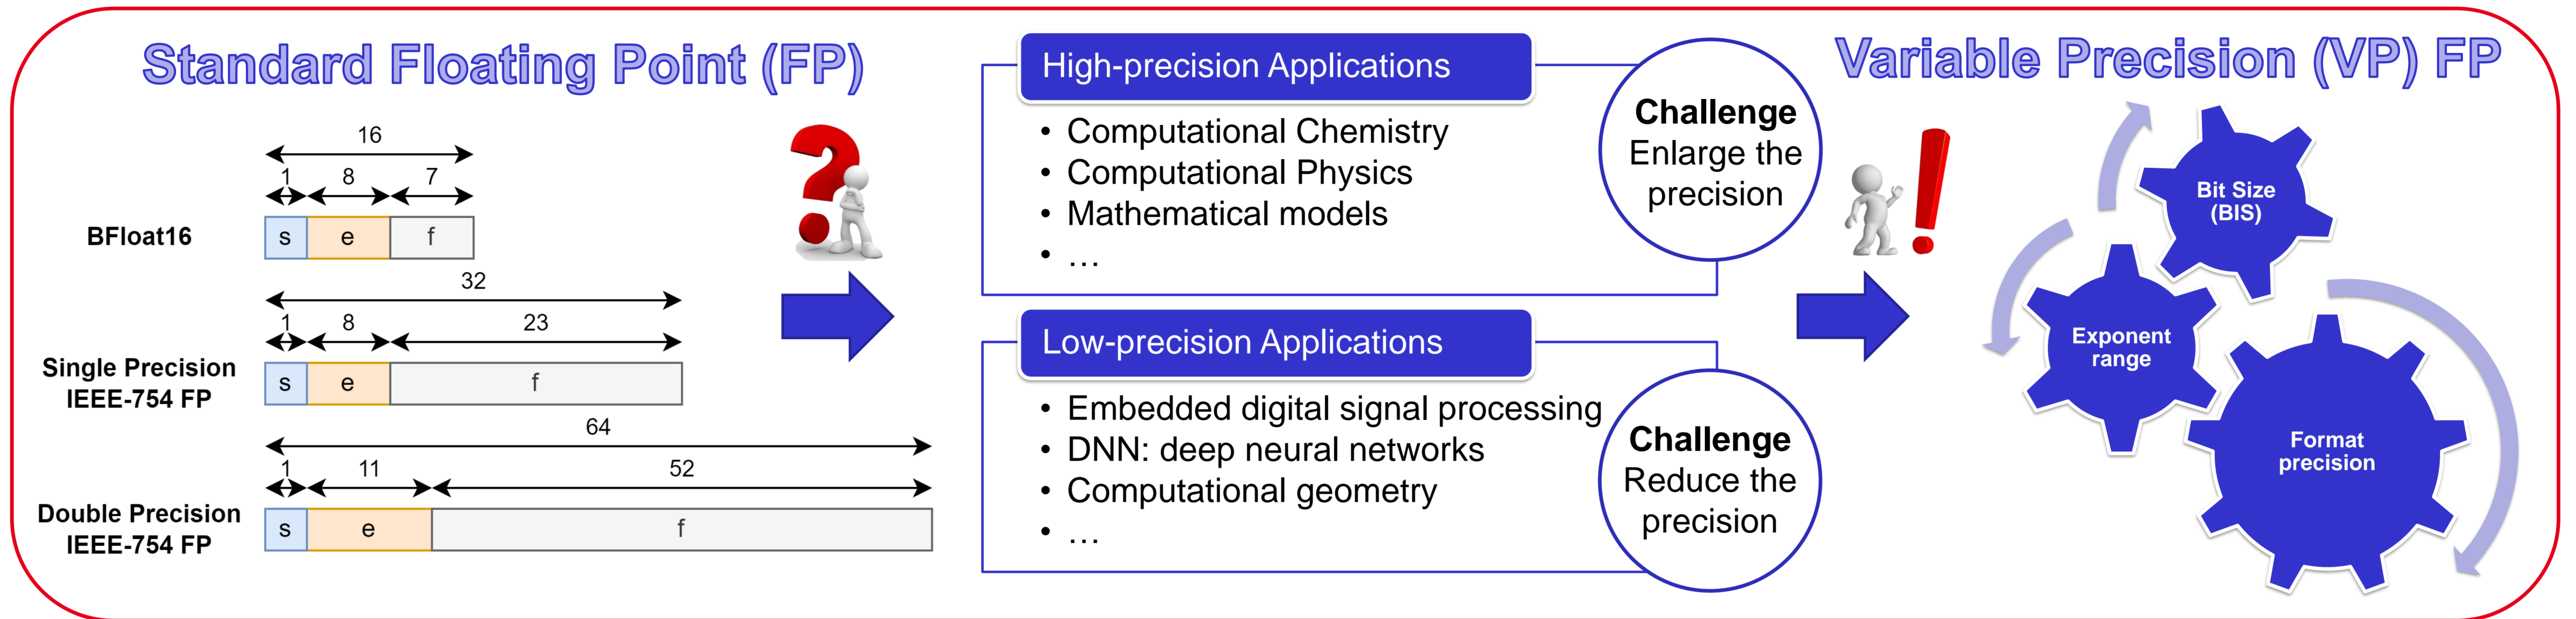 Standard Floating Point (FP)
16
1 8 7
BFloat16
s e f
32
1 8 23
Single Precision
IEEE-754 FP
s e f
64
1 11 52
Double Precision
IEEE-754 FP
s e f
High-precision Applications
• Computational Chemistry
• Computational Physics
• Mathematical models
• …
Challenge
Enlarge the
precision
Low-precision Applications
• Embedded digital signal processing
• DNN: deep neural networks
• Computational geometry
• …
Challenge
Reduce the
precision
Variable Precision (VP) FP
Bit Size
(BIS)
Exponent
range
Format
precision